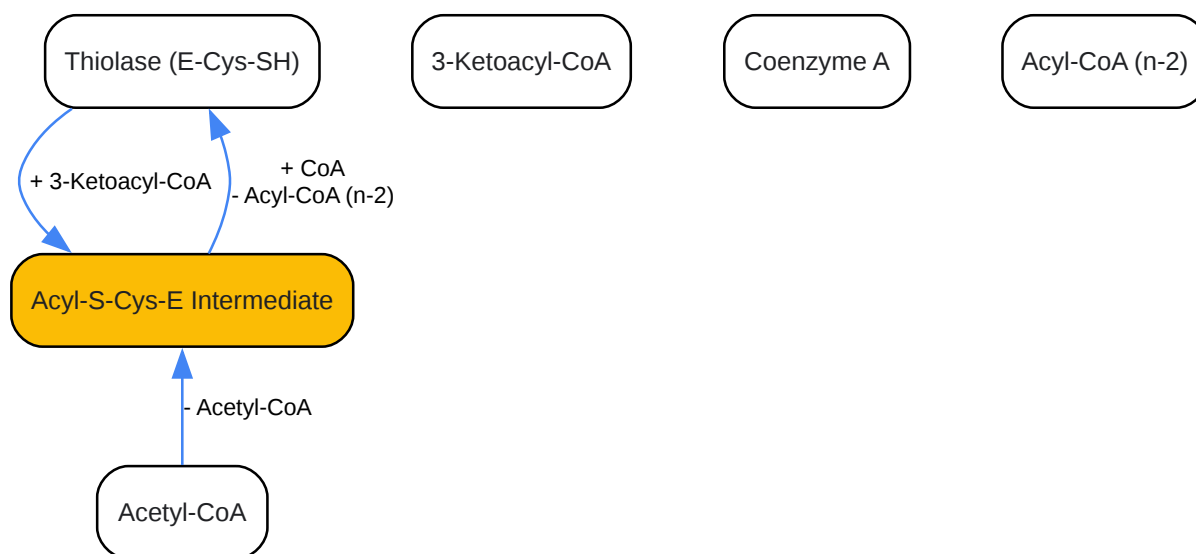 Thiolase (E-Cys-SH)
3-Ketoacyl-CoA
Coenzyme A
Acyl-CoA (n-2)
+ 3-Ketoacyl-CoA
+ CoA
- Acyl-CoA (n-2)
Acyl-S-Cys-E Intermediate
- Acetyl-CoA
Acetyl-CoA